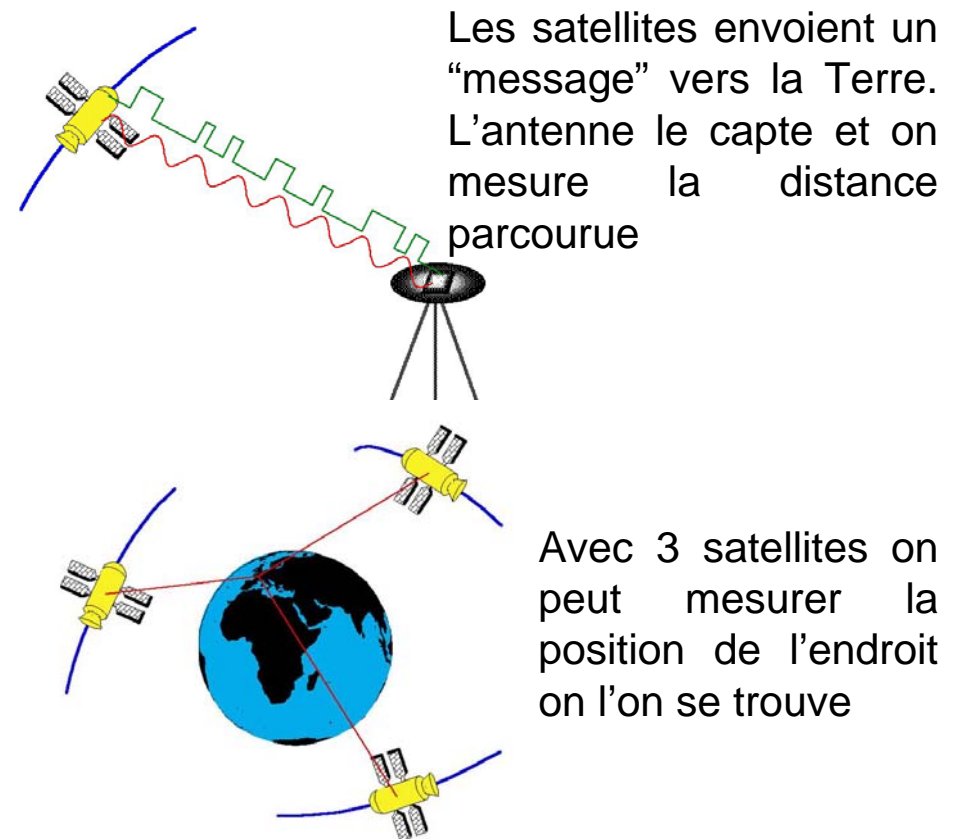 Les satellites envoient un
“message” vers la Terre.
L’antenne le capte et on
mesure la distance
parcourue
Avec 3 satellites on
peut mesurer la
position de l’endroit
on l’on se trouve